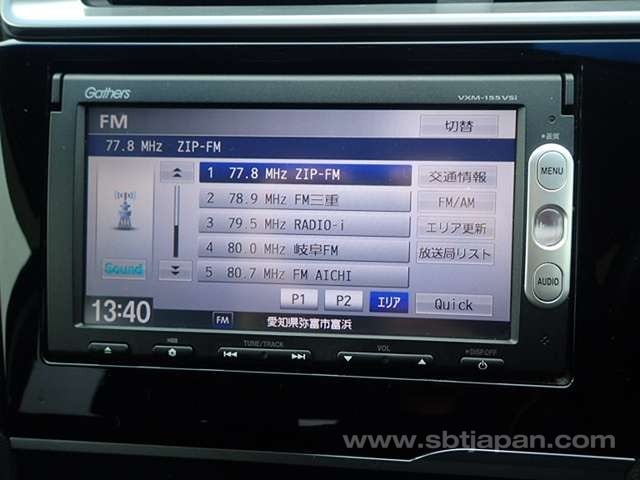 Gathers
VXM-155VSi
FM
切替
77.8 MHz ZIP-FM
1 77.8 MHz ZIP-FM
交通情報
2 78.9 MHz FM三重
FM/AM
3 79.5 MHz RADIO-i
エリア更新
4 80.0 MHz 岐阜FM
放送局リスト
Sound
5 80.7 MHz FM AICHI
P1
P2
エリア
Quick
13:40
FM
愛知県弥富市富浜
MENU
AUDIO
TUNE/TRACK
VOL
DISP.OFF
www.sbtjapan.com